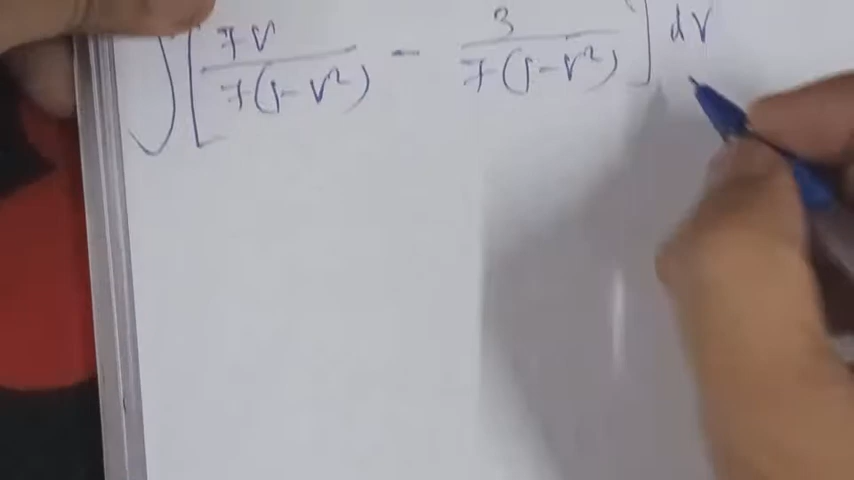 ∫ [ 7V / 7(1-V²) - 3 / 7(1-V²) ] dV